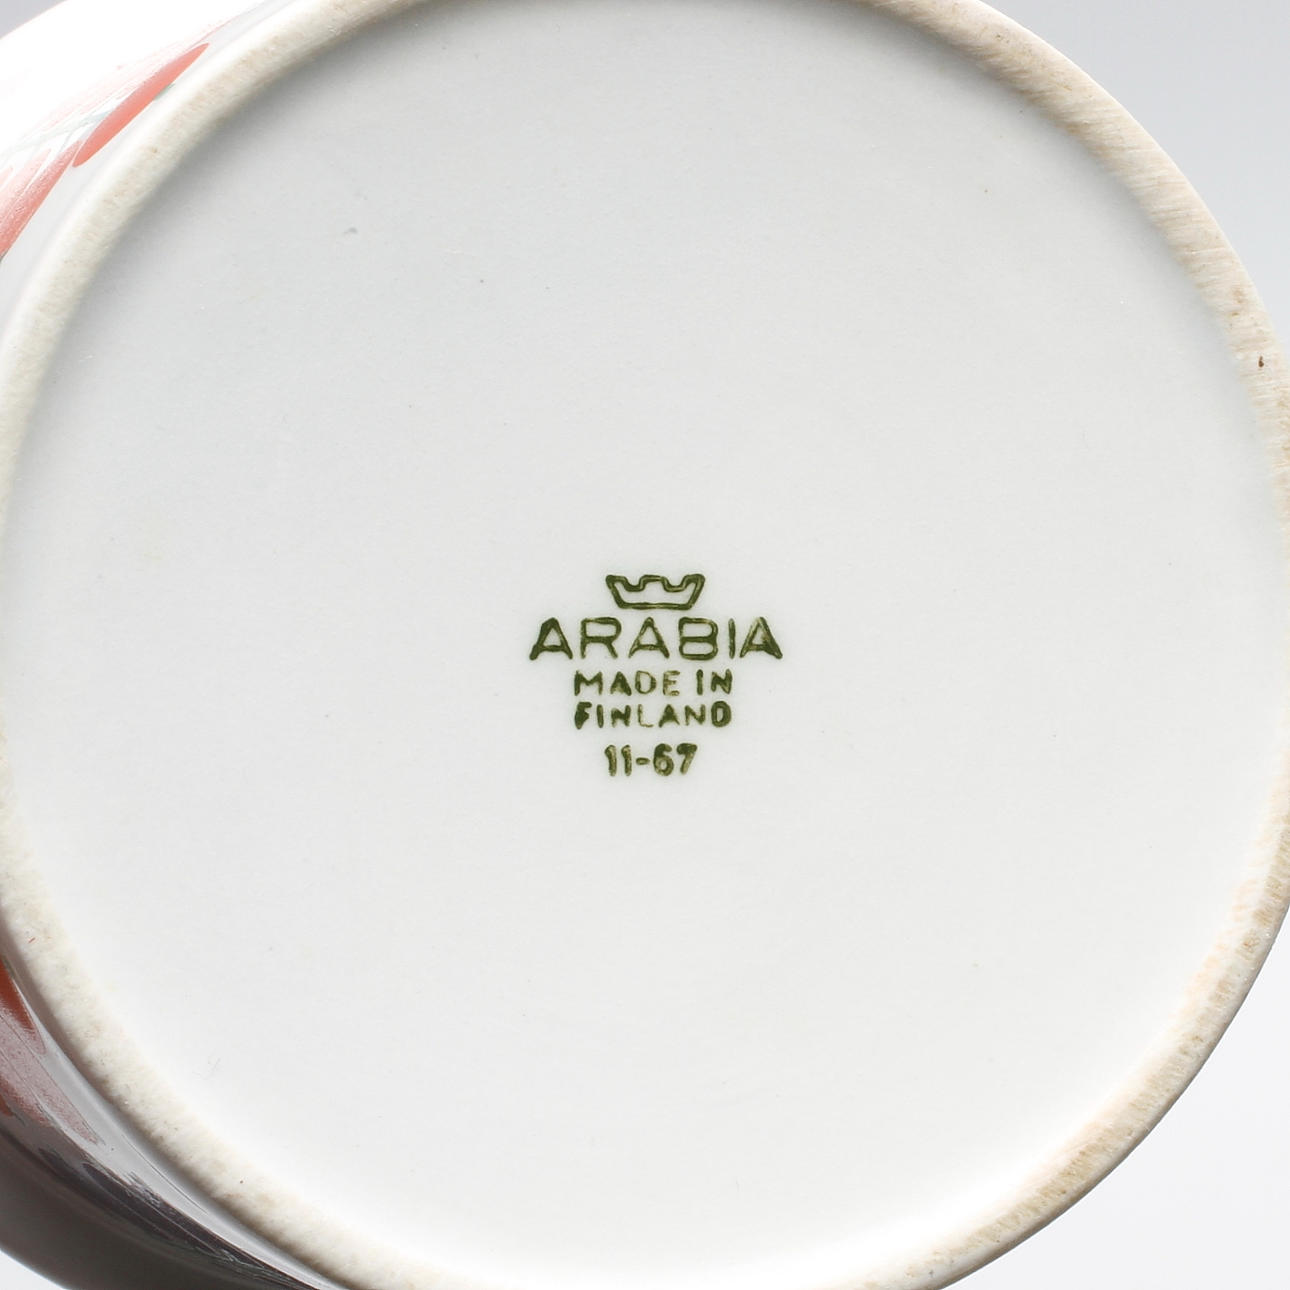 ARABIA
MADE IN
FINLAND
11-67